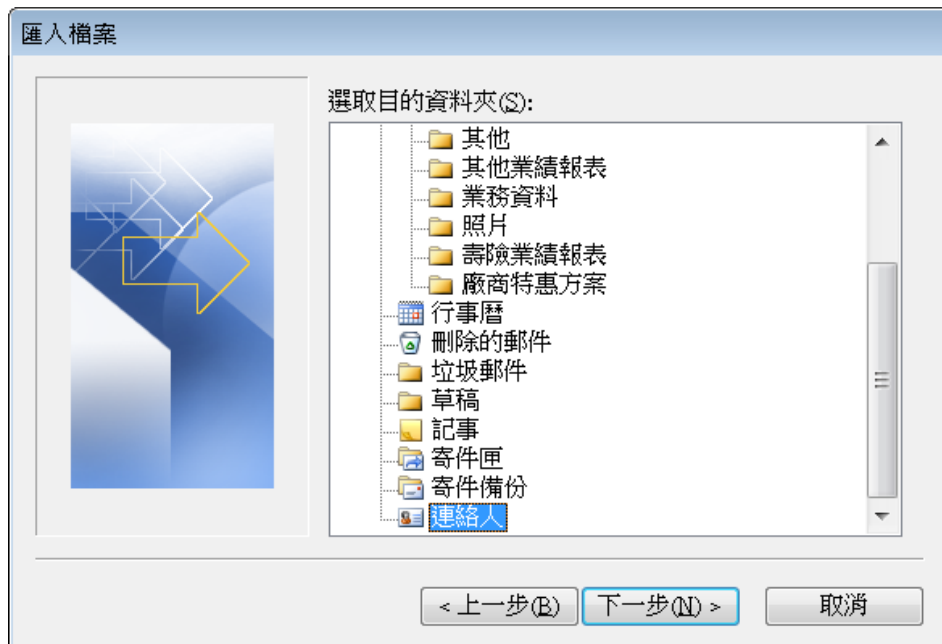 匯入檔案
選取目的資料夾(S):
其他
其他業績報表
業務資料
照片
壽險業績報表
廠商特惠方案
行事曆
刪除的郵件
垃圾郵件
草稿
記事
寄件匣
寄件備份
連絡人
< 上一步(B) 下一步(N) > 取消